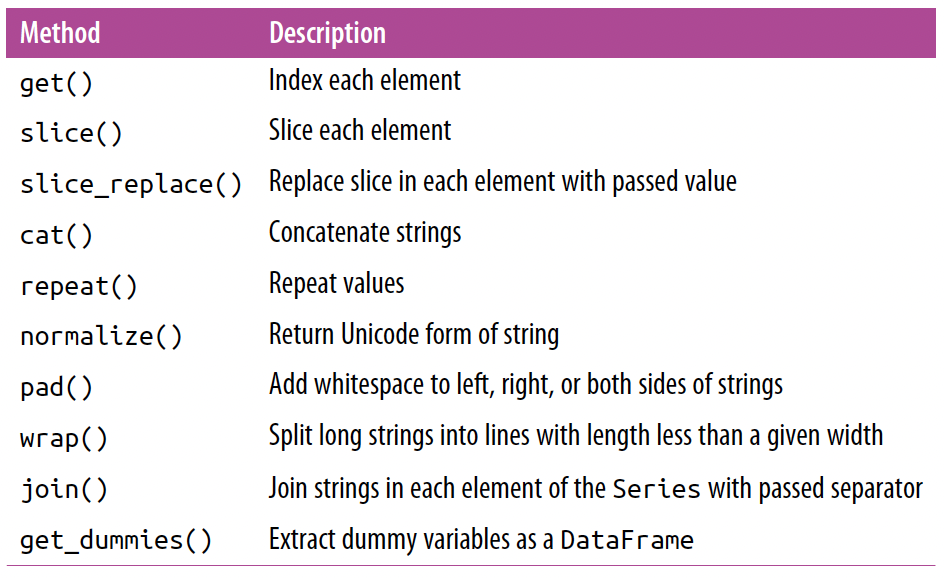 Method Description
get() Index each element
slice() Slice each element
slice_replace() Replace slice in each element with passed value
cat() Concatenate strings
repeat() Repeat values
normalize() Return Unicode form of string
pad() Add whitespace to left, right, or both sides of strings
wrap() Split long strings into lines with length less than a given width
join() Join strings in each element of the Series with passed separator
get_dummies() Extract dummy variables as a DataFrame